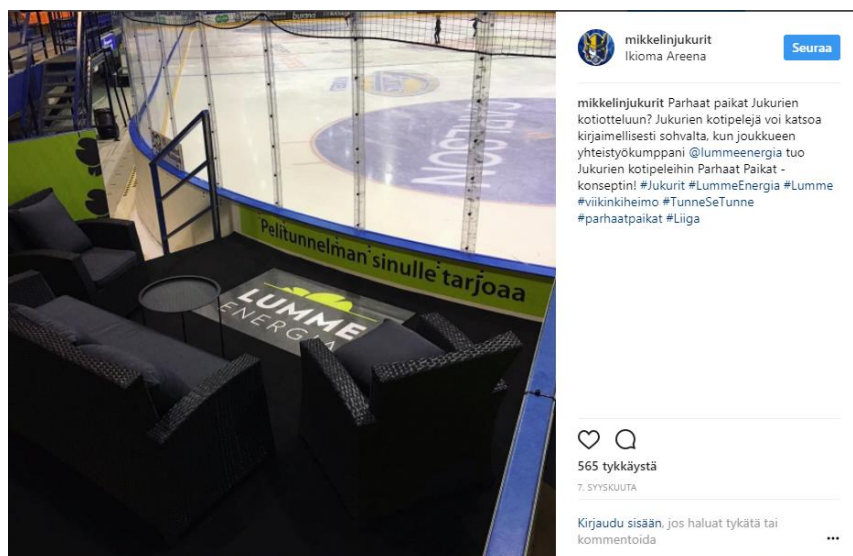 Pelitunnelman sinulle tarjoaa
LUMME
ENERGIA
mikkelinjukurit
Ikioma Areena
Seuraa
mikkelinjukurit Parhaat paikat Jukurien
kotiotteluun? Jukurien kotipelejä voi katsoa
kirjaimellisesti sohvalta, kun joukkueen
yhteistyökumppani @lummeenergia tuo
Jukurien kotipeleihin Parhaat Paikat -
konseptin! #Jukurit #LummeEnergia #Lumme
#viikinkiheimo #TunneSeTunne
#parhaatpaikat #Liiga
565 tykkäystä
7. SYYSKUUTA
Kirjaudu sisään, jos haluat tykätä tai
kommentoida